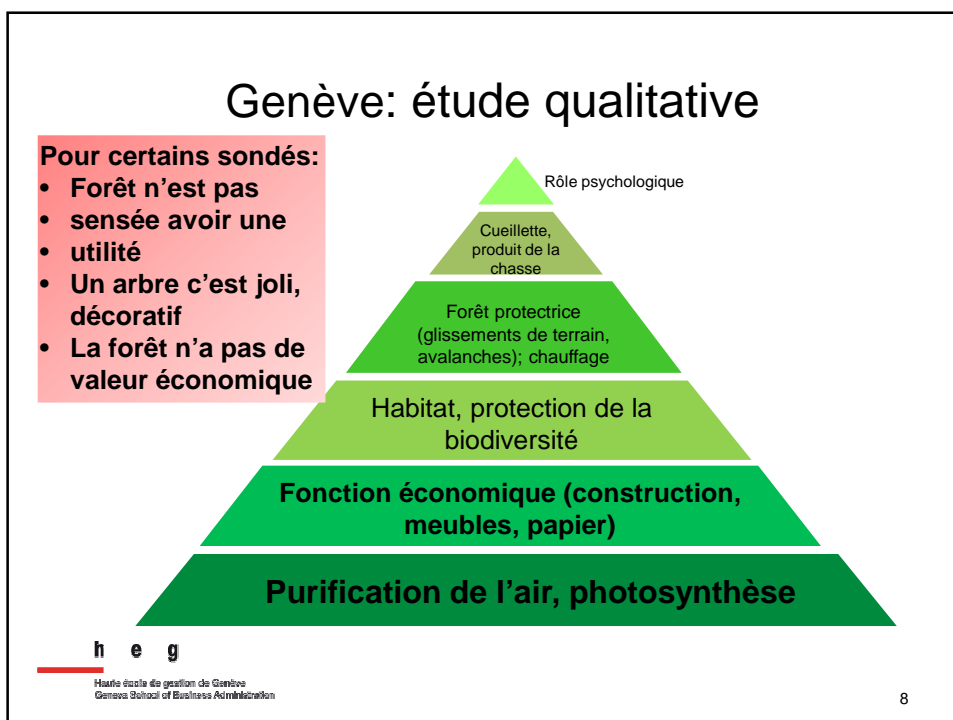 Genève: étude qualitative
Pour certains sondés:
• Forêt n’est pas
• sensée avoir une
• utilité
• Un arbre c’est joli,
décoratif
• La forêt n’a pas de
valeur économique
Rôle psychologique
Cueillette,
produit de la
chasse
Forêt protectrice
(glissements de terrain,
avalanches); chauffage
Habitat, protection de la
biodiversité
Fonction économique (construction,
meubles, papier)
Purification de l’air, photosynthèse
h e g
Haute école de gestion de Genève
Geneva School of Business Administration
8